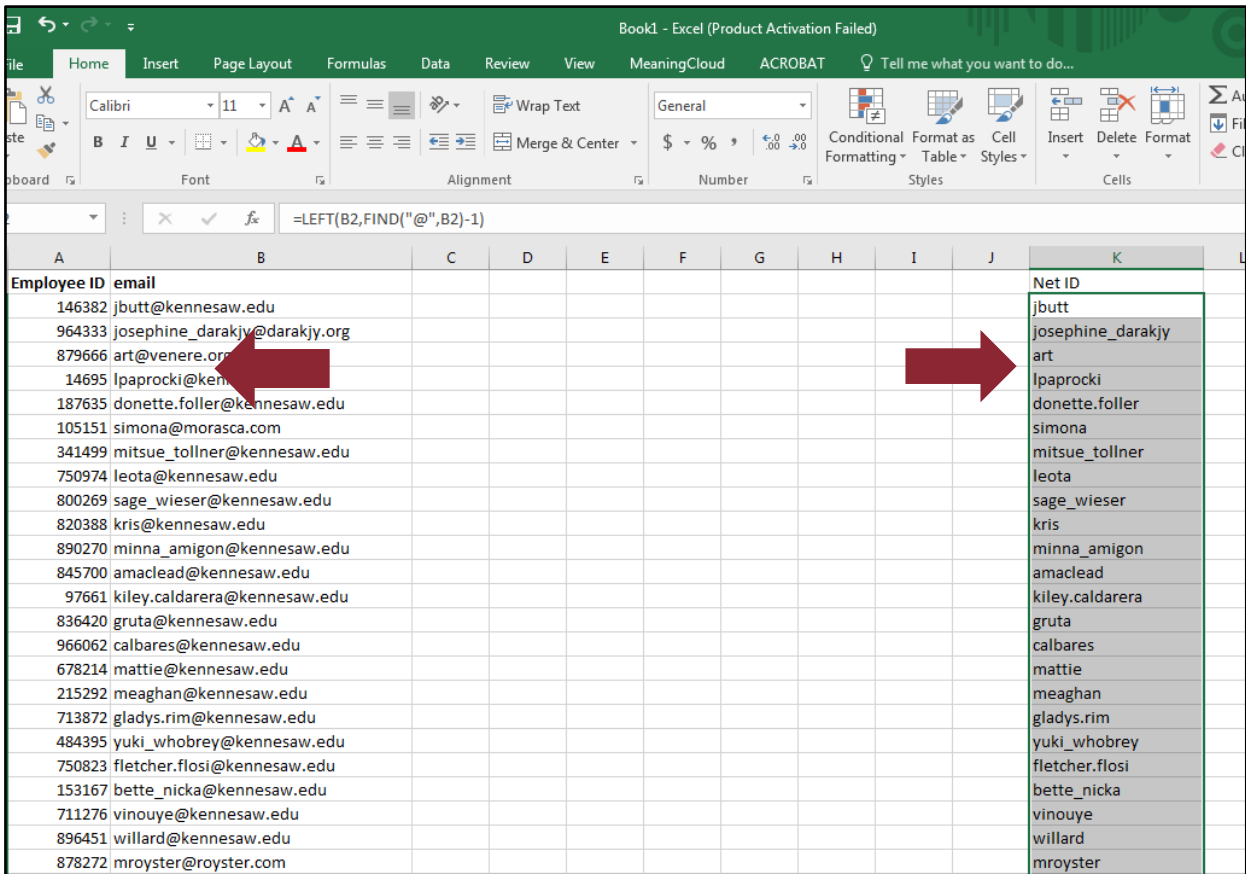 Book1 - Excel (Product Activation Failed)
Home Insert Page Layout Formulas Data Review View MeaningCloud ACROBAT Tell me what you want to do...
Calibri 11 A A Wrap Text General
B I U A Merge & Center $ % , .0 .00 .00 .0
Conditional Formatting Format as Table Cell Styles Insert Delete Format
Font Alignment Number Styles Cells
fx =LEFT(B2,FIND("@",B2)-1)
A B C D E F G H I J K
Employee ID email Net ID
146382 jbutt@kennesaw.edu jbutt
964333 josephine_darakjy@darakjy.org josephine_darakjy
879666 art@venere.org art
14695 lpaprocki@ken lpaprocki
187635 donette.foller@kennesaw.edu donette.foller
105151 simona@morasca.com simona
341499 mitsue_tollner@kennesaw.edu mitsue_tollner
750974 leota@kennesaw.edu leota
800269 sage_wieser@kennesaw.edu sage_wieser
820388 kris@kennesaw.edu kris
890270 minna_amigon@kennesaw.edu minna_amigon
845700 amaclead@kennesaw.edu amaclead
97661 kiley.caldarera@kennesaw.edu kiley.caldarera
836420 gruta@kennesaw.edu gruta
966062 calbares@kennesaw.edu calbares
678214 mattie@kennesaw.edu mattie
215292 meaghan@kennesaw.edu meaghan
713872 gladys.rim@kennesaw.edu gladys.rim
484395 yuki_whobrey@kennesaw.edu yuki_whobrey
750823 fletcher.flosi@kennesaw.edu fletcher.flosi
153167 bette_nicka@kennesaw.edu bette_nicka
711276 vinouye@kennesaw.edu vinouye
896451 willard@kennesaw.edu willard
878272 mroyster@royster.com mroyster